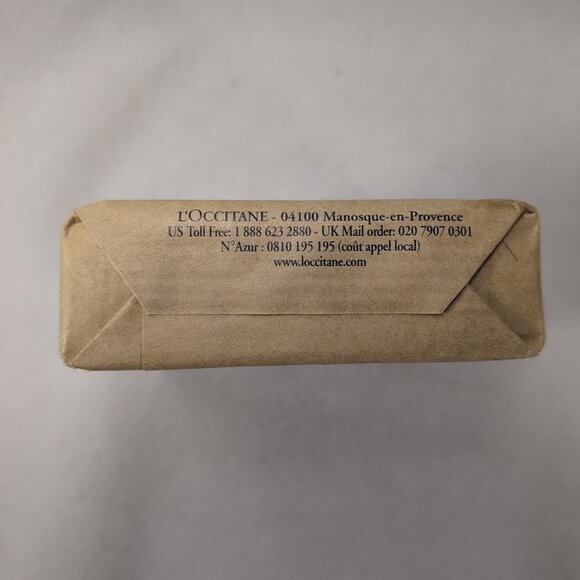 L'OCCITANE - 04100 Manosque-en-Provence
US Toll Free: 1 888 623 2880 - UK Mail order: 020 7907 0301
N°Azur : 0810 195 195 (coût appel local)
www.loccitane.com